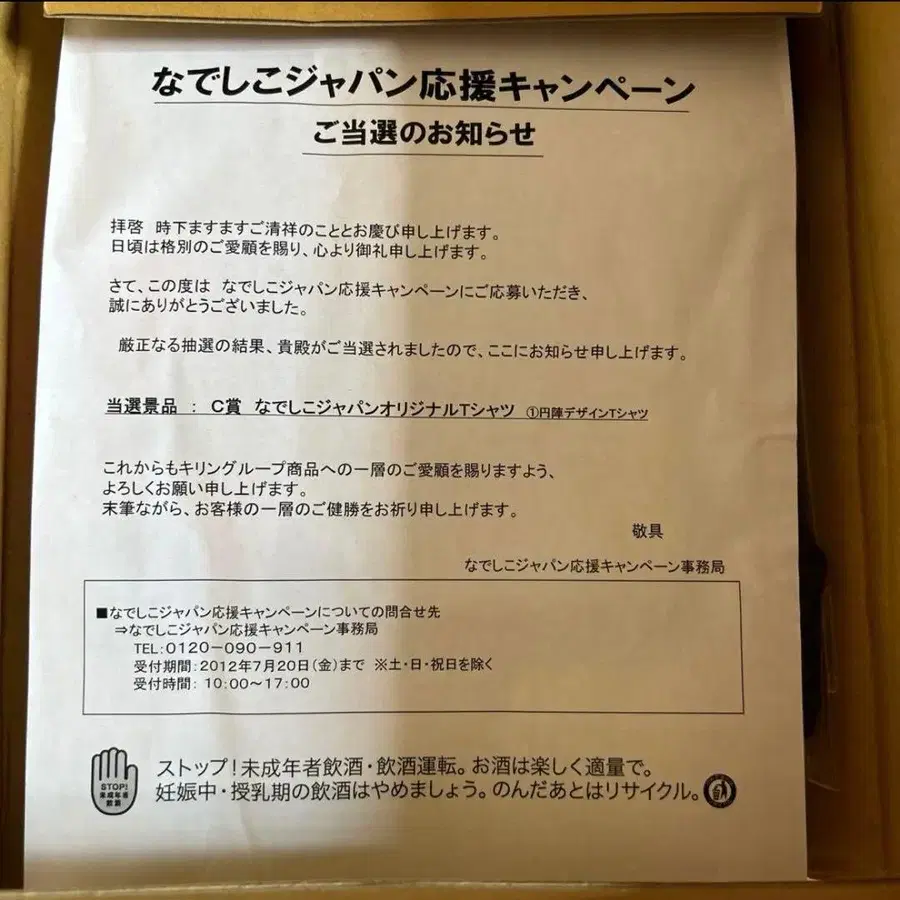 なでしこジャパン応援キャンペーン
ご当選のお知らせ
拝啓　時下ますますご清祥のこととお慶び申し上げます。
日頃は格別のご愛顧を賜り、心より御礼申し上げます。
さて、この度は　なでしこジャパン応援キャンペーンにご応募いただき、
誠にありがとうございました。
厳正なる抽選の結果、貴殿がご当選されましたので、ここにお知らせ申し上げます。
当選景品　：　C賞　なでしこジャパンオリジナルTシャツ　①円陣デザインTシャツ
これからもキリングループ商品への一層のご愛顧を賜りますよう、
よろしくお願い申し上げます。
末筆ながら、お客様の一層のご健勝をお祈り申し上げます。
敬具
なでしこジャパン応援キャンペーン事務局
■なでしこジャパン応援キャンペーンについての問合せ先
⇒なでしこジャパン応援キャンペーン事務局
TEL:0120－090－911
受付期間：2012年7月20日(金)まで　※土・日・祝日を除く
受付時間： 10:00～17:00
STOP!
未成年者
飲酒
ストップ！未成年者飲酒・飲酒運転。お酒は楽しく適量で。
妊娠中・授乳期の飲酒はやめましょう。のんだあとはリサイクル。